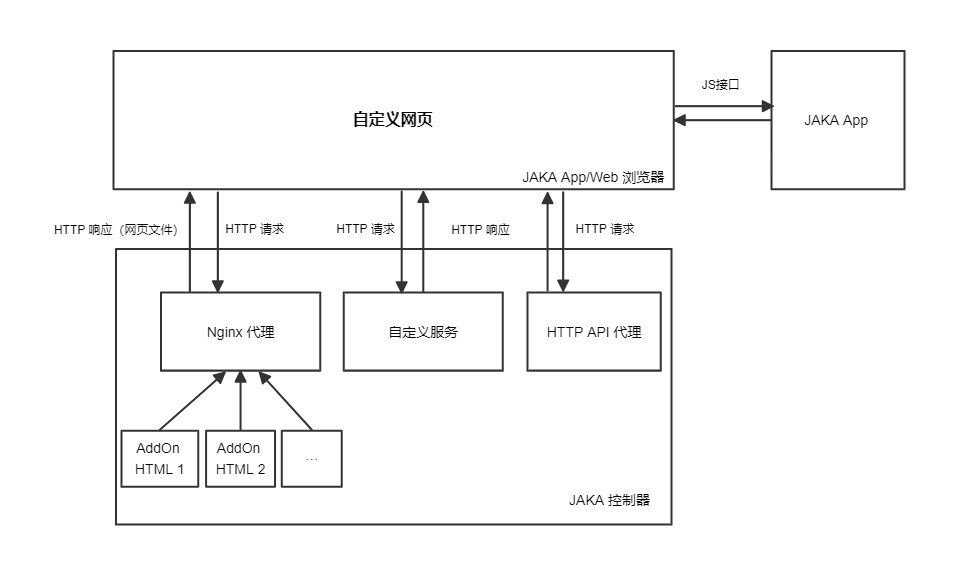 JS接口
自定义网页
JAKA App
JAKA App/Web 浏览器
HTTP 响应（网页文件）
HTTP 请求
HTTP 请求
HTTP 响应
HTTP 请求
Nginx 代理
自定义服务
HTTP API 代理
AddOn
HTML 1
AddOn
HTML 2
...
JAKA 控制器